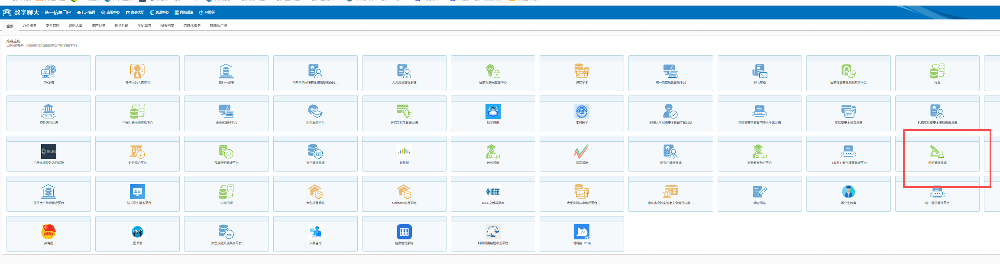 数字聊大 · 统一信息门户 门户首页 应用中心 办事大厅 资源中心 网络测速 AI助手
全部 办公服务 安全管理 组织人事 资产财务 教学科研 学团事务 图书档案 信息化服务 智能体广场
推荐应用
点击对应星号，可将对应应用添加到首页"常用应用"栏目
OA系统 外来人员入校访问 教师一张表 中共中央网络安全和信息化委员... 人力资源管理系统 国家互联网应急中心 微软学术 统一岗位角色管理平台 聊大邮箱 国家信息安全漏洞共享平台 网盘
VPN NEW 本科教学
校外访问系统 中国互联网络信息中心 正版化服务平台 招生服务平台 研究生招生管理系统 招生咨询 本科教学 聊城大学网络安全教育专题网站 实验室安全教育与准入考试系统 实验室安全巡查系统 机械实验室安全虚拟仿真系统
ER-UMS
电子资源校外访问系统 财务综合平台 预算采购管理平台 资产管理系统 智慧树 教务系统 阅卷系统 研究生管理系统 智慧教室融合平台 （本科）教学质量管理平台 科研管理系统
IEEE
国子房产综合管理平台 一站式学生服务平台 失物招领 大创项目系统 Cerpark创客天地 IEEE文献数据库 大型仪器共享管理平台 山东省高校实验室安全管理与服... 调查问卷 研究生教育 统一通讯管理平台
PC
共青团 图书馆 大型仪器开放共享平台 人事咨询 档案管理系统 科研项目结题审签平台 辅导猫-PC端